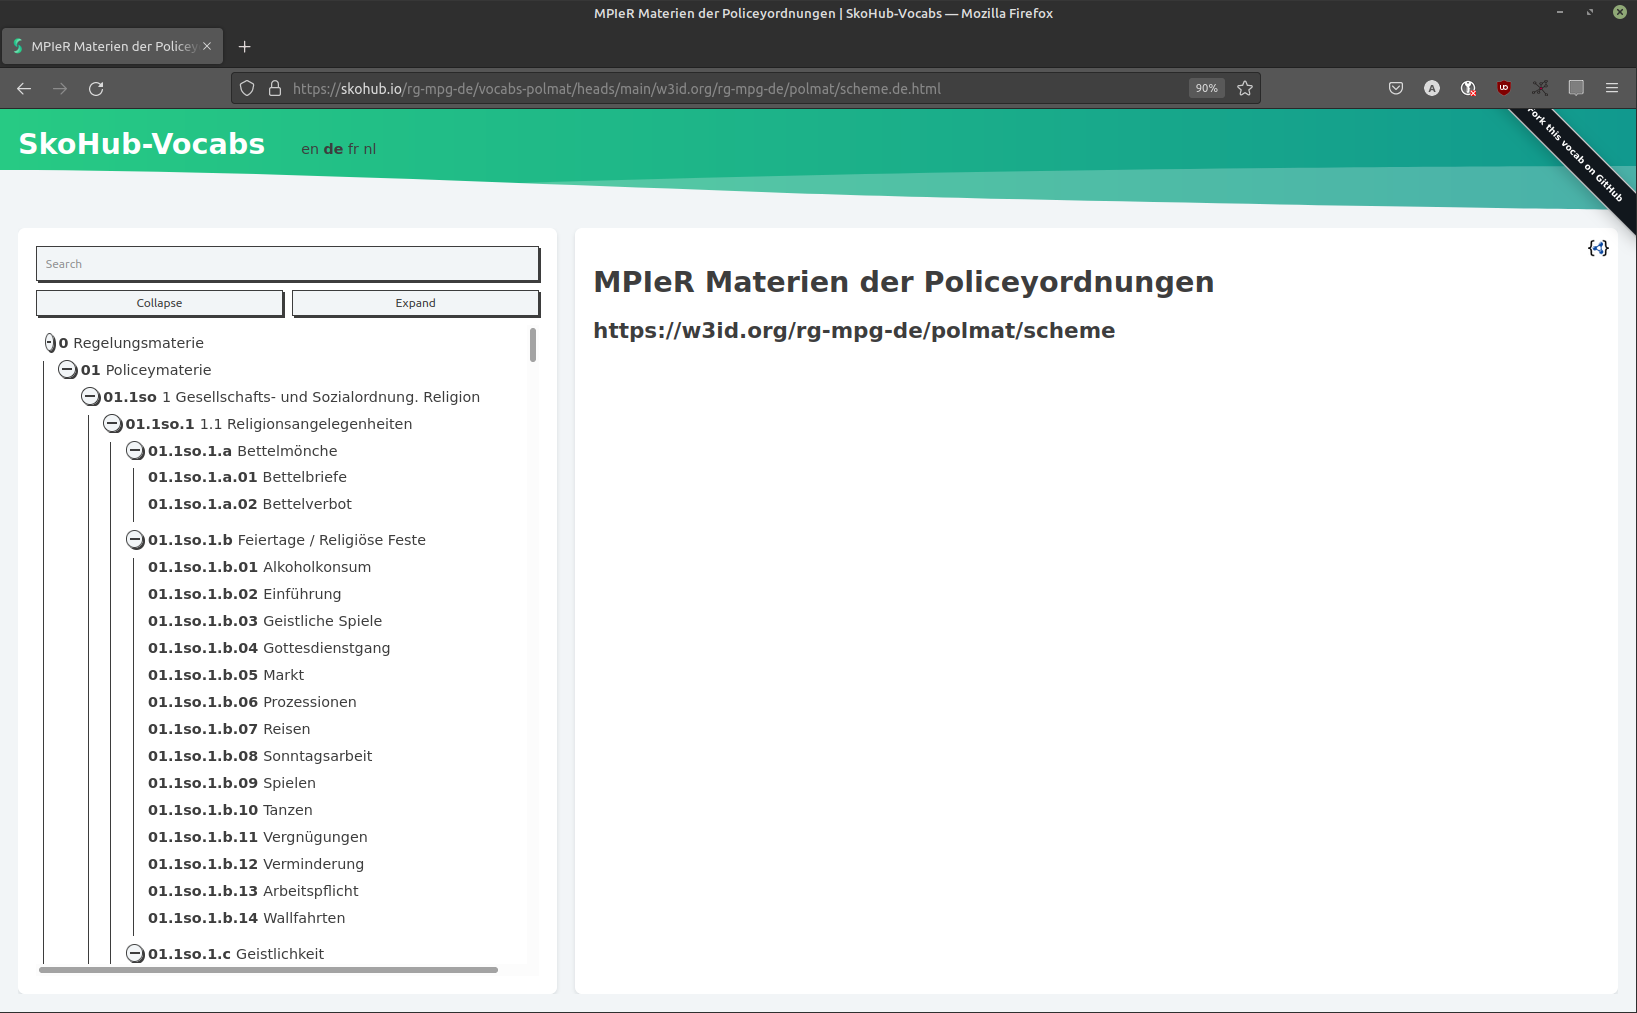 MPIeR Materien der Policeyordnungen | SkoHub-Vocabs — Mozilla Firefox
MPIeR Materien der Policey
https://skohub.io/rg-mpg-de/vocabs-polmat/heads/main/w3id.org/rg-mpg-de/polmat/scheme.de.html
90%
SkoHub-Vocabs
en de fr nl
Fork this vocab on GitHub
Search
Collapse
Expand
0 Regelungsmaterie
01 Policeymaterie
01.1so 1 Gesellschafts- und Sozialordnung. Religion
01.1so.1 1.1 Religionsangelegenheiten
01.1so.1.a Bettelmönche
01.1so.1.a.01 Bettelbriefe
01.1so.1.a.02 Bettelverbot
01.1so.1.b Feiertage / Religiöse Feste
01.1so.1.b.01 Alkoholkonsum
01.1so.1.b.02 Einführung
01.1so.1.b.03 Geistliche Spiele
01.1so.1.b.04 Gottesdienstgang
01.1so.1.b.05 Markt
01.1so.1.b.06 Prozessionen
01.1so.1.b.07 Reisen
01.1so.1.b.08 Sonntagsarbeit
01.1so.1.b.09 Spielen
01.1so.1.b.10 Tanzen
01.1so.1.b.11 Vergnügungen
01.1so.1.b.12 Verminderung
01.1so.1.b.13 Arbeitspflicht
01.1so.1.b.14 Wallfahrten
01.1so.1.c Geistlichkeit
MPIeR Materien der Policeyordnungen
https://w3id.org/rg-mpg-de/polmat/scheme